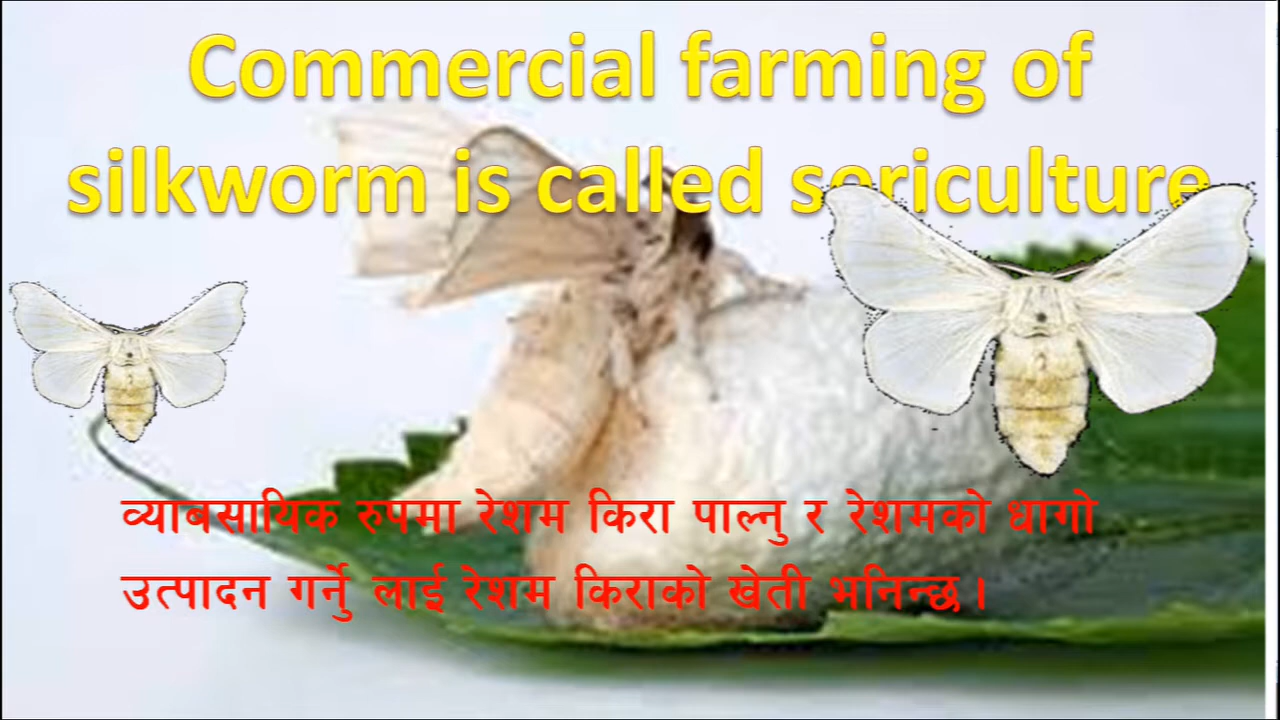 Commercial farming of
silkworm is called sericulture
व्याबसायिक रुपमा रेशम किरा पाल्नु र रेशमको धागो
उत्पादन गर्नेु लाई रेशम किराको खेती भनिन्छ।